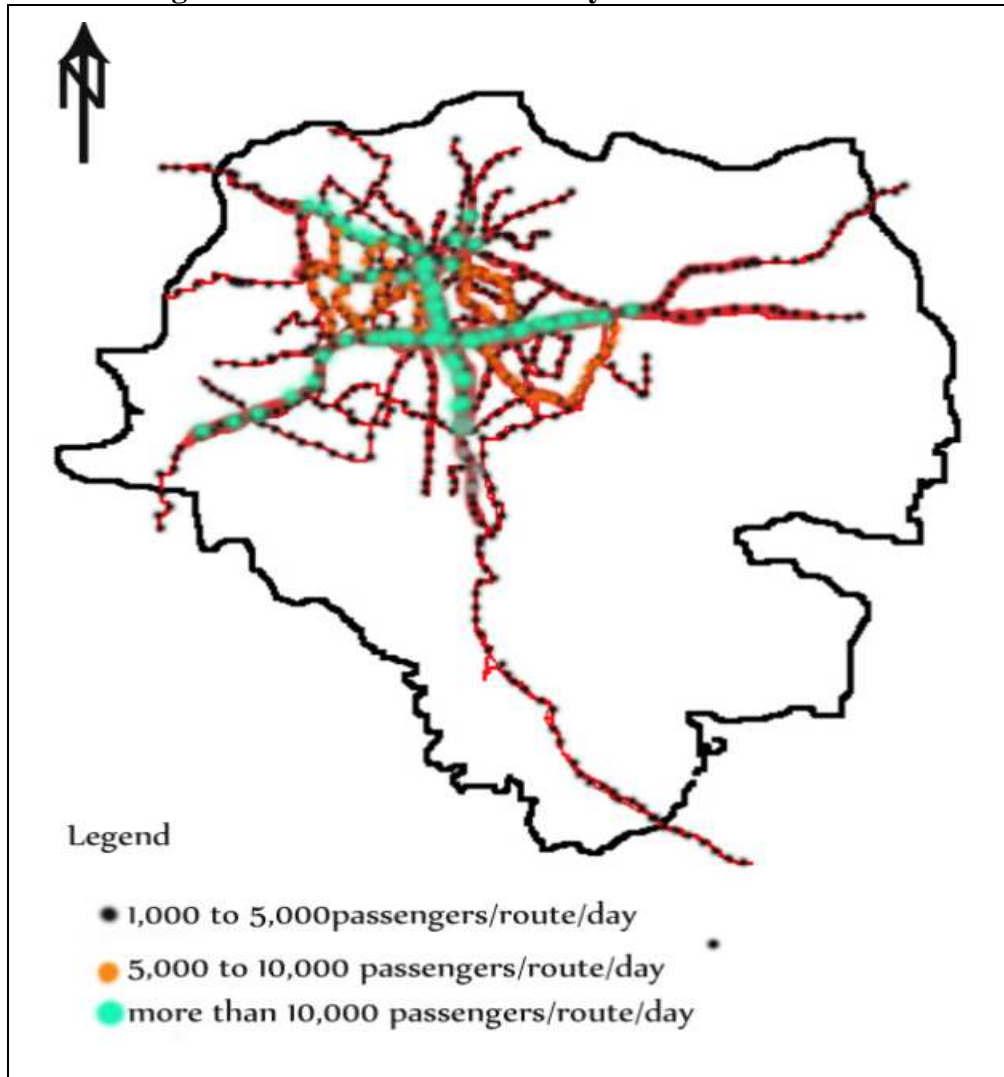 N
Legend
1,000 to 5,000passengers/route/day
5,000 to 10,000 passengers/route/day
more than 10,000 passengers/route/day